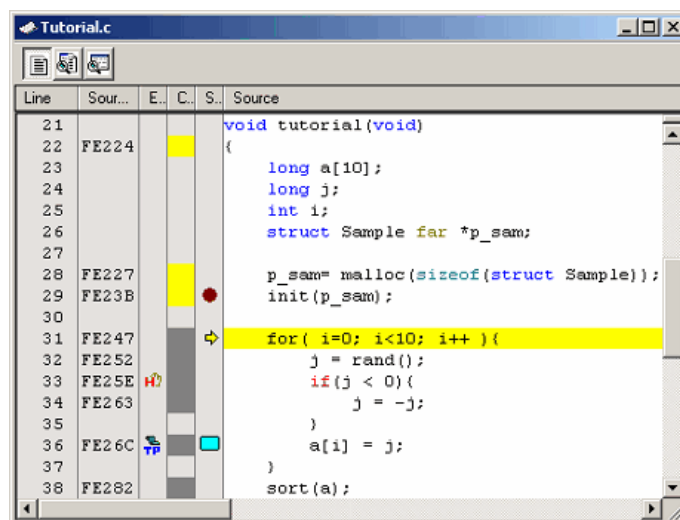 Tutorial.c
Line Sour... E.. C.. S.. Source
21 void tutorial(void)
22 FE224 {
23 long a[10];
24 long j;
25 int i;
26 struct Sample far *p_sam;
27
28 FE227 p_sam= malloc(sizeof(struct Sample));
29 FE23B init(p_sam);
30
31 FE247 for( i=0; i<10; i++ ){
32 FE252 j = rand();
33 FE25E H if(j < 0){
34 FE263 j = -j;
35 }
36 FE26C TP a[i] = j;
37 }
38 FE282 sort(a);